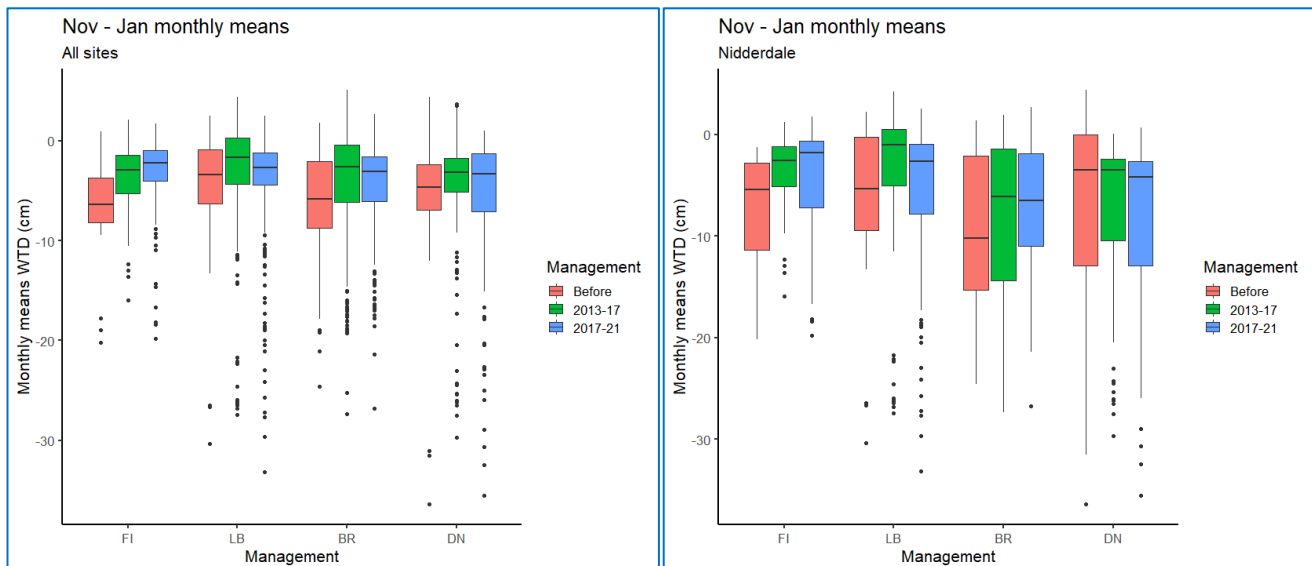 Nov - Jan monthly means
All sites
Monthly means WTD (cm)
0
-10
-20
-30
FI
LB
BR
DN
Management
Management
Before
2013-17
2017-21
Nov - Jan monthly means
Nidderdale
Monthly means WTD (cm)
0
-10
-20
-30
FI
LB
BR
DN
Management
Management
Before
2013-17
2017-21